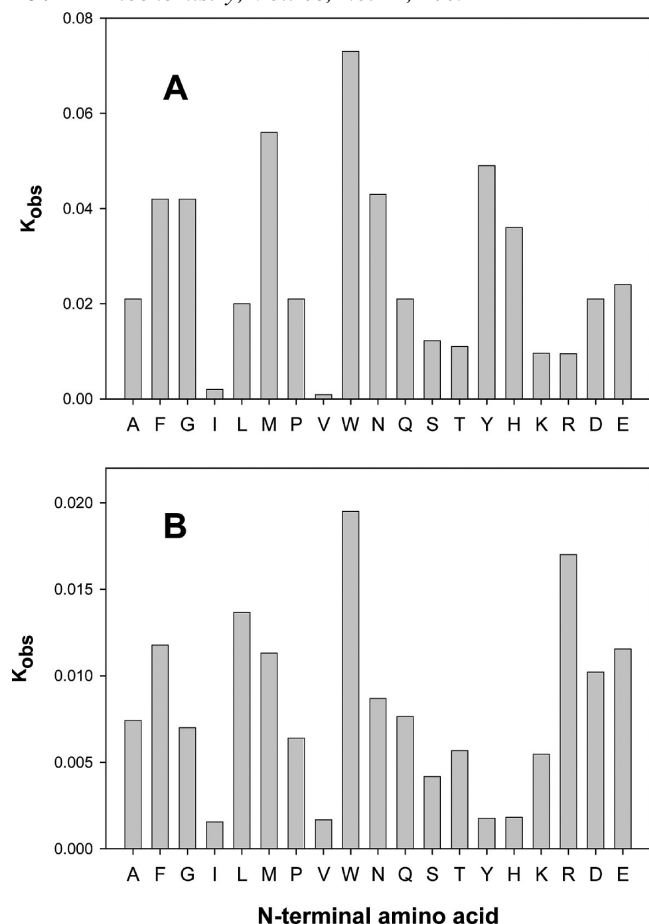 A
0.08
0.06
0.04
0.02
0.00
Kobs
A F G I L M P V W N Q S T Y H K R D E
B
0.020
0.015
0.010
0.005
0.000
Kobs
A F G I L M P V W N Q S T Y H K R D E
N-terminal amino acid